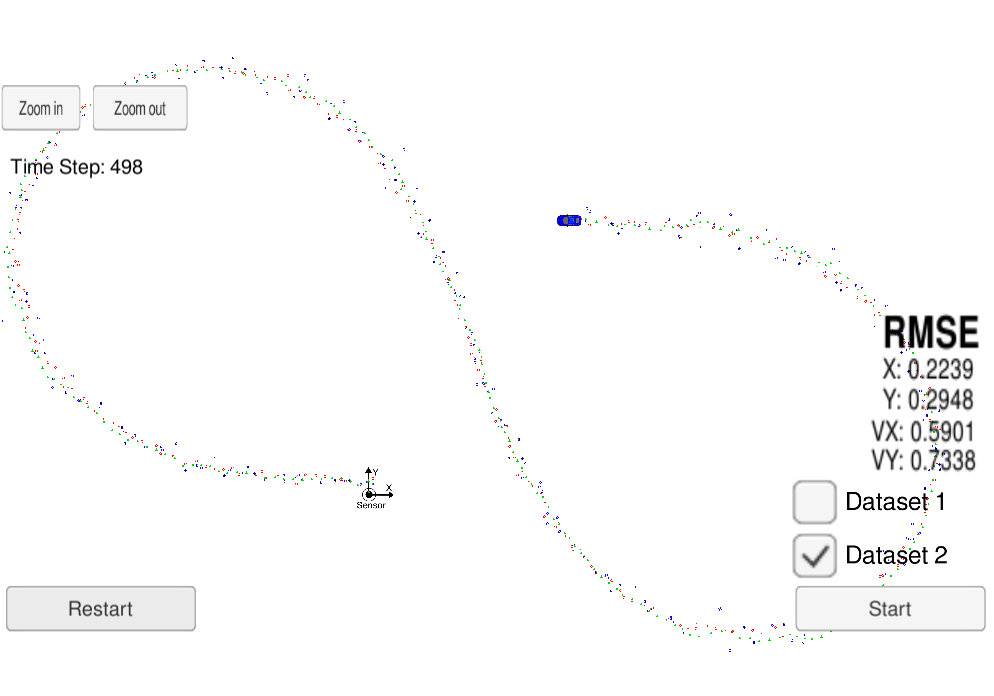 Zoom in
Zoom out
Time Step: 498
RMSE
X: 0.2239
Y: 0.2948
VX: 0.5901
VY: 0.7338
Y
X
Sensor
Dataset 1
Dataset 2
Restart
Start